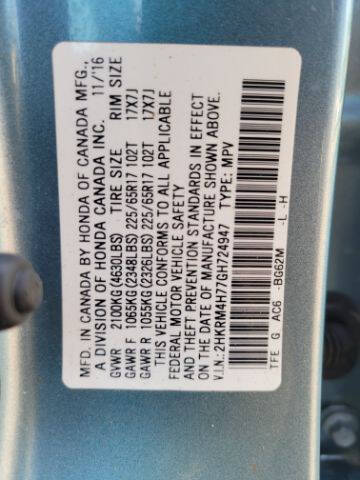 MFD. IN CANADA BY HONDA OF CANADA MFG.,
A DIVISION OF HONDA CANADA INC. 11/'16
GVWR 2100KG(4630LBS) TIRE SIZE RIM SIZE
GAWR F 1065KG(2348LBS)225/65R17 102T 17X7J
GAWR R 1055KG(2326LBS)225/65R17 102T 17X7J
THIS VEHICLE CONFORMS TO ALL APPLICABLE
FEDERAL MOTOR VEHICLE SAFETY
AND THEFT PREVENTION STANDARDS IN EFFECT
ON THE DATE OF MANUFACTURE SHOWN ABOVE.
V.I.N.:2HKRM4H77GH724947 TYPE: MPV
TFE G AC6 -BG62M -L -H